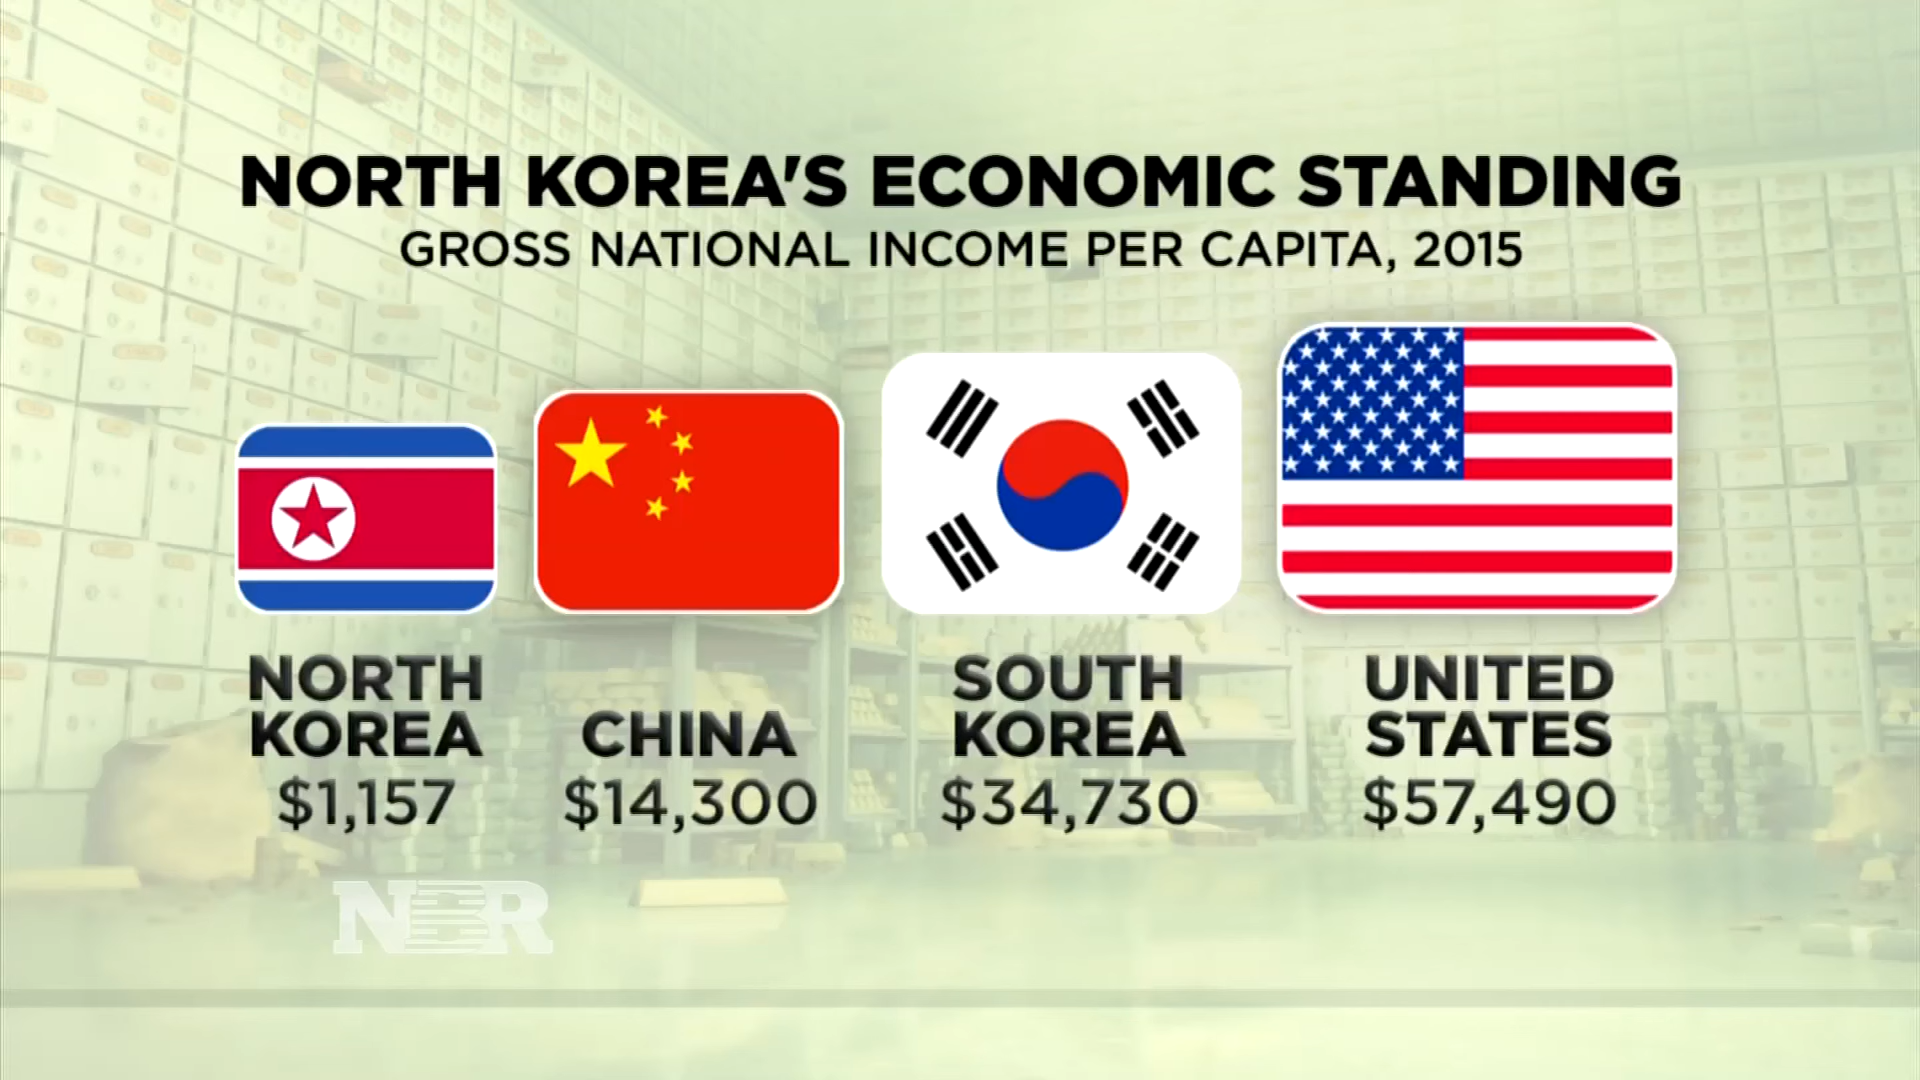 NORTH KOREA'S ECONOMIC STANDING
GROSS NATIONAL INCOME PER CAPITA, 2015
NORTH
KOREA
$1,157
CHINA
$14,300
SOUTH
KOREA
$34,730
UNITED
STATES
$57,490
NBR